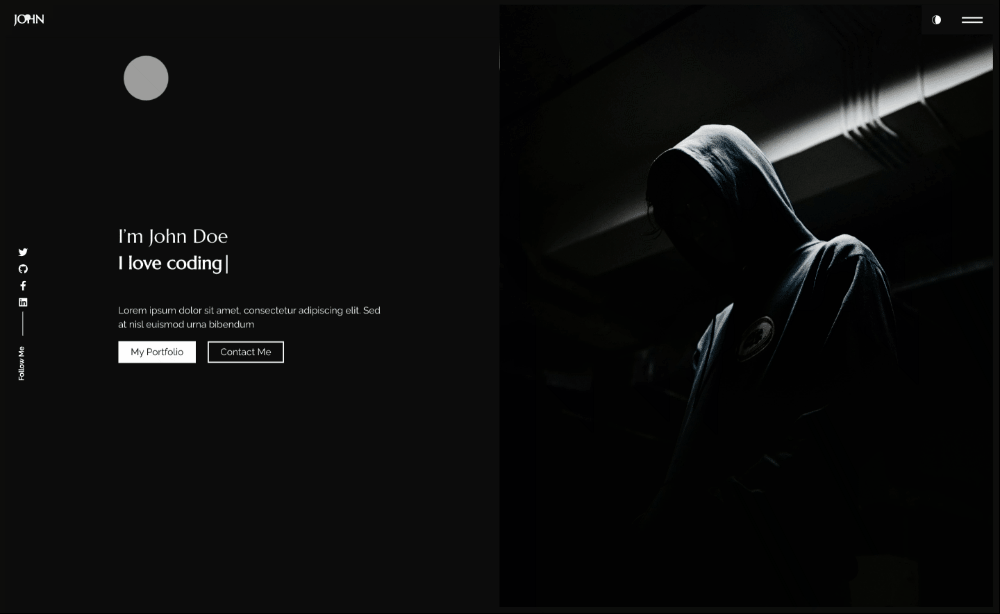 JOHN
I'm John Doe
I love coding|
Lorem ipsum dolor sit amet, consectetur adipiscing elit. Sed
at nisl euismod urna bibendum
My Portfolio
Contact Me
Follow Me